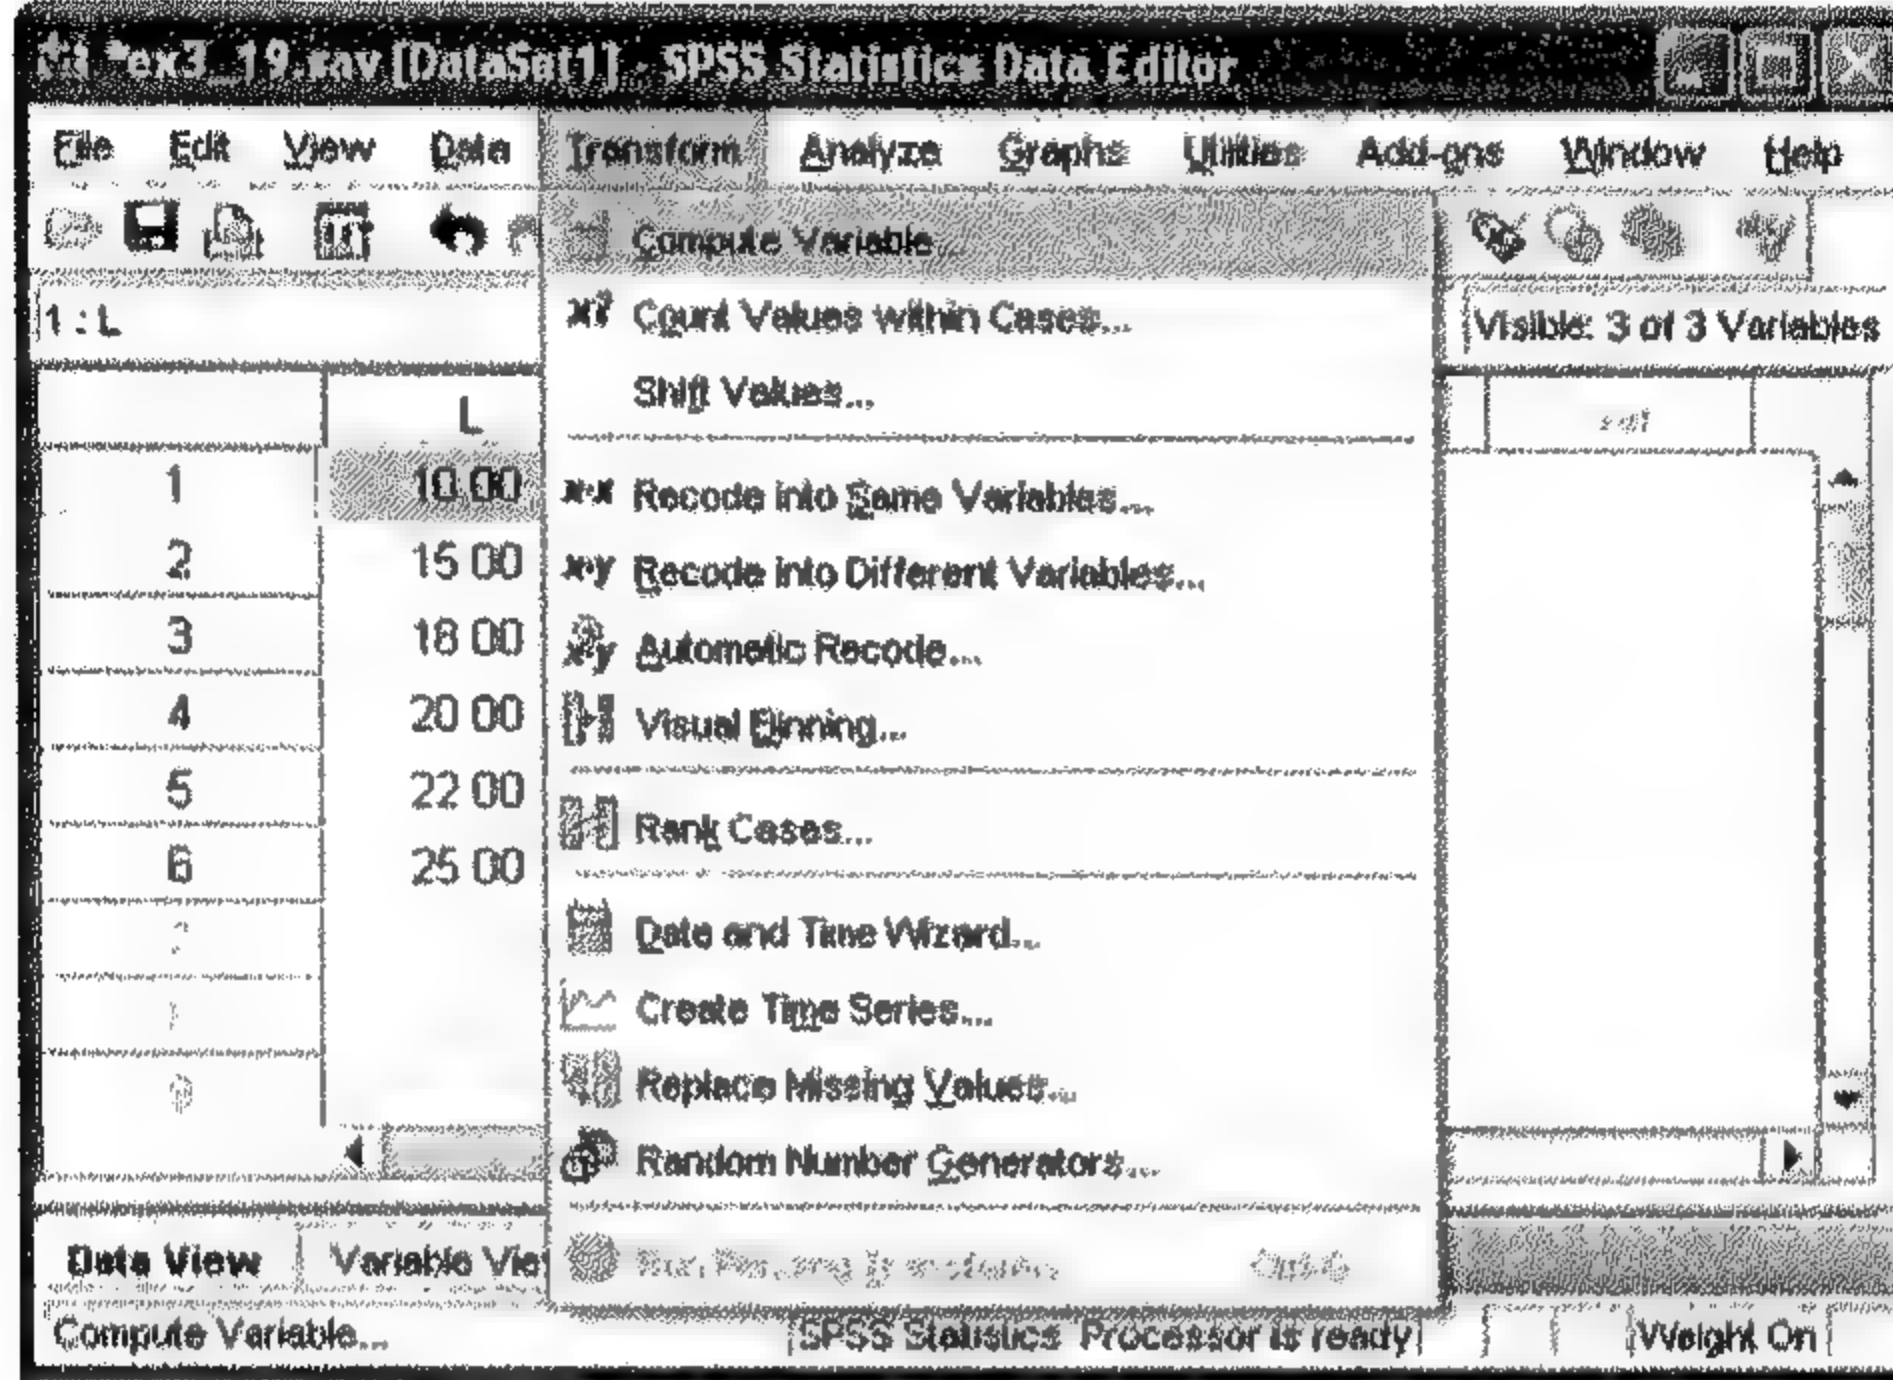 *ex3_19.sav [DataSet1] - SPSS Statistics Data Editor
File Edit View Data Transform Analyze Graphs Utilities Add-ons Window Help
Compute Variable...
1 : L
Count Values within Cases...
Visible: 3 of 3 Variables
Shift Values...
L
1 10.00
Recode into Same Variables...
2 15.00
Recode into Different Variables...
3 18.00
Automatic Recode...
4 20.00
Visual Binning...
5 22.00
Rank Cases...
6 25.00
Date and Time Wizard...
Create Time Series...
Replace Missing Values...
Random Number Generators...
Data View Variable Vie
Compute Variable... SPSS Statistics Processor is ready Weight On